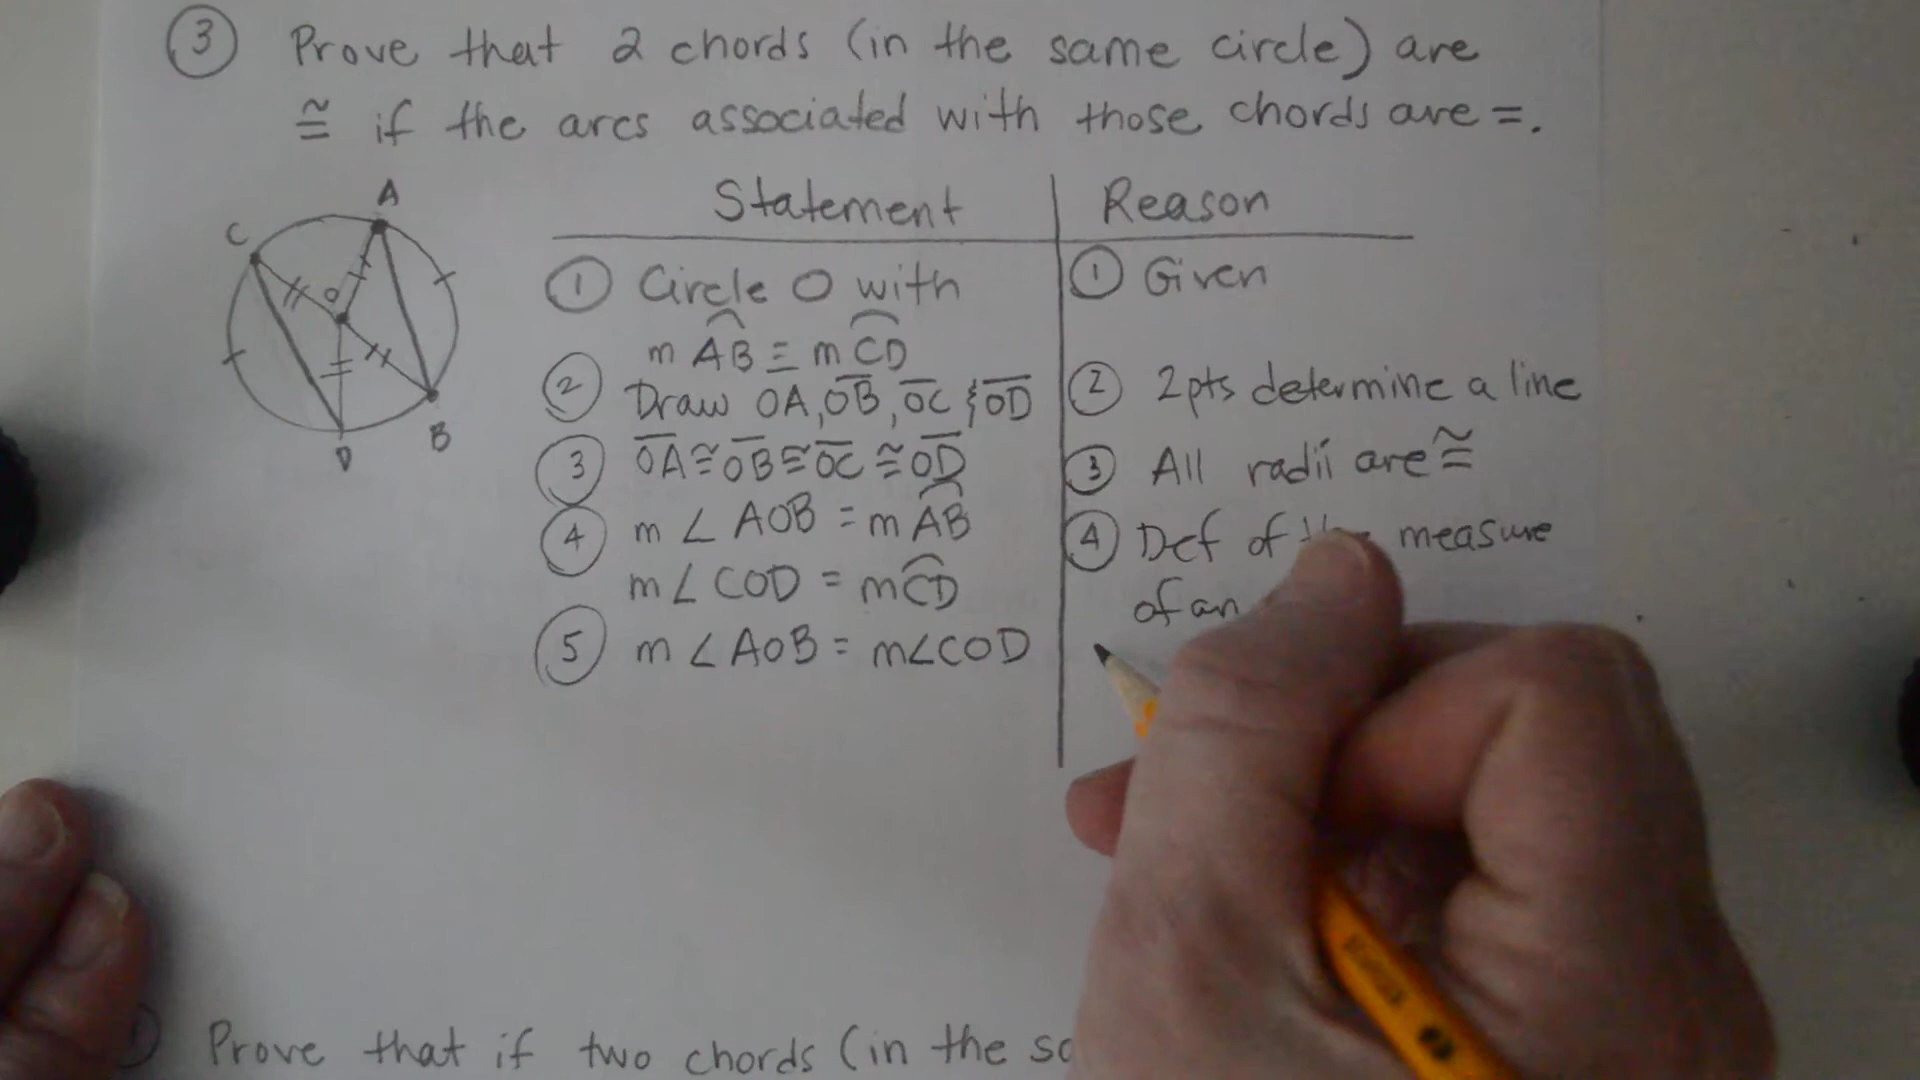 ③ Prove that 2 chords (in the same circle) are
≅ if the arcs associated with those chords are =.
A
C
O
D
B
Statement
Reason
① Circle O with
① Given
m AB = m CD
② Draw OA, OB, OC & OD
② 2pts determine a line
③ OA ≅ OB ≅ OC ≅ OD
③ All radii are ≅
④ m ∠ AOB = m AB
④ Def of measure
m ∠ COD = m CD
of an
⑤ m ∠ AOB = m∠COD
Prove that if two chords (in the